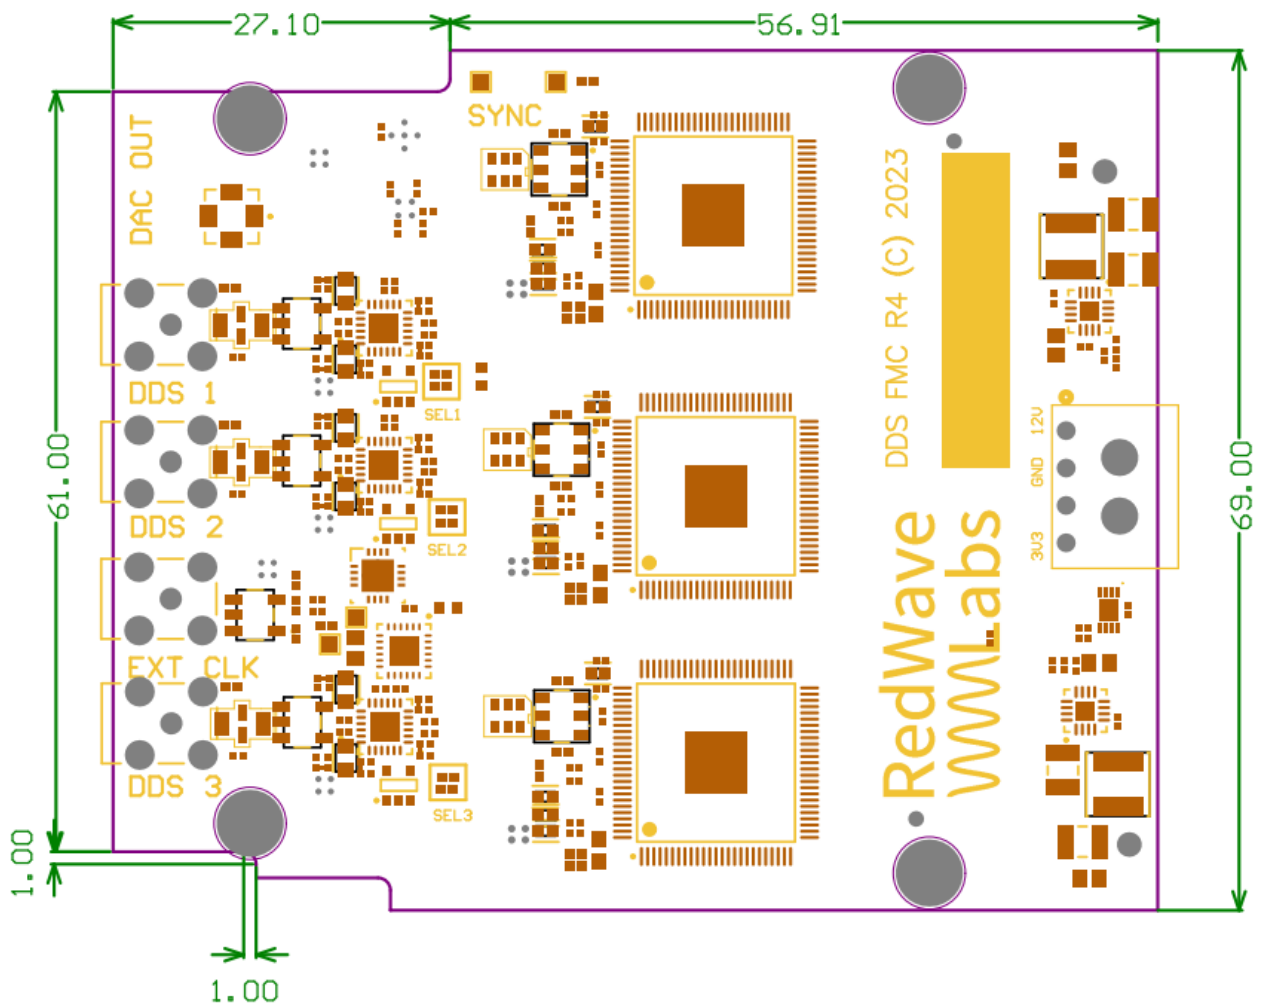 27.10
56.91
SYNC
DAC OUT
DDS FMC R4 (C) 2023
DDS 1
SEL1
12V
GND
3V3
61.00
69.00
DDS 2
SEL2
RedWave
Labs
EXT CLK
DDS 3
SEL3
1.00
1.00